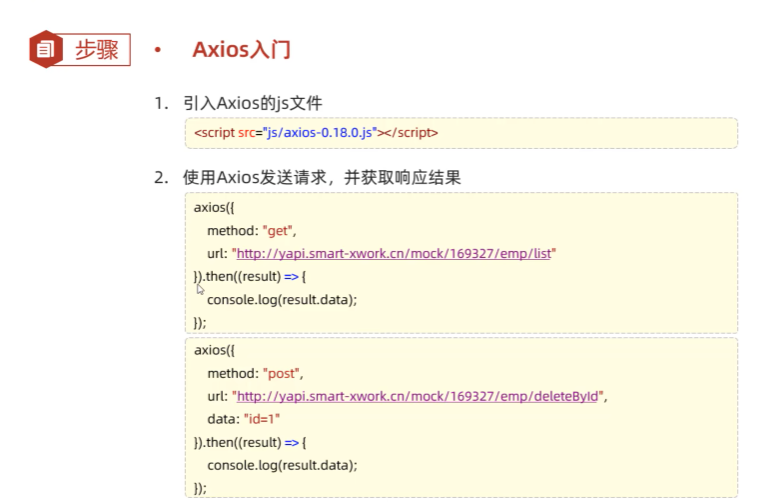 步骤
• Axios入门
1. 引入Axios的js文件
<script src="js/axios-0.18.0.js"></script>
2. 使用Axios发送请求，并获取响应结果
axios({
method: "get",
url: "http://yapi.smart-xwork.cn/mock/169327/emp/list"
}).then((result) => {
console.log(result.data);
});
axios({
method: "post",
url: "http://yapi.smart-xwork.cn/mock/169327/emp/deleteById",
data: "id=1"
}).then((result) => {
console.log(result.data);
});